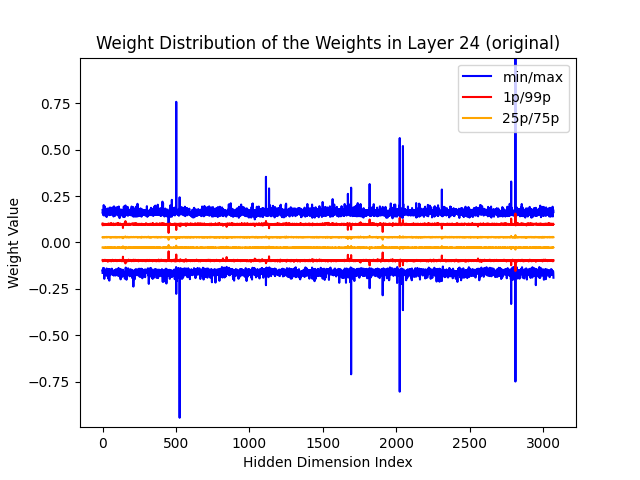 Weight Distribution of the Weights in Layer 24 (original)
min/max
1p/99p
25p/75p
0.75
0.50
0.25
0.00
−0.25
−0.50
−0.75
Weight Value
0 500 1000 1500 2000 2500 3000
Hidden Dimension Index